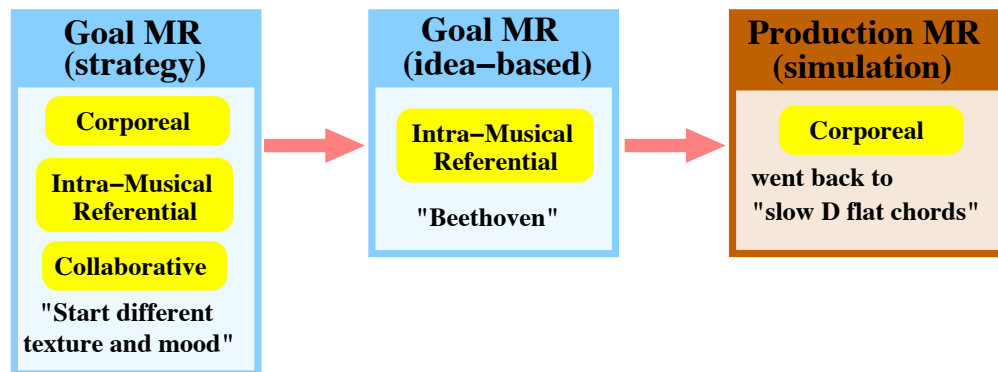 Goal MR
(strategy)
Corporeal
Intra−Musical
Referential
Collaborative
"Start different
texture and mood"
Goal MR
(idea−based)
Intra−Musical
Referential
"Beethoven"
Production MR
(simulation)
Corporeal
went back to
"slow D flat chords"